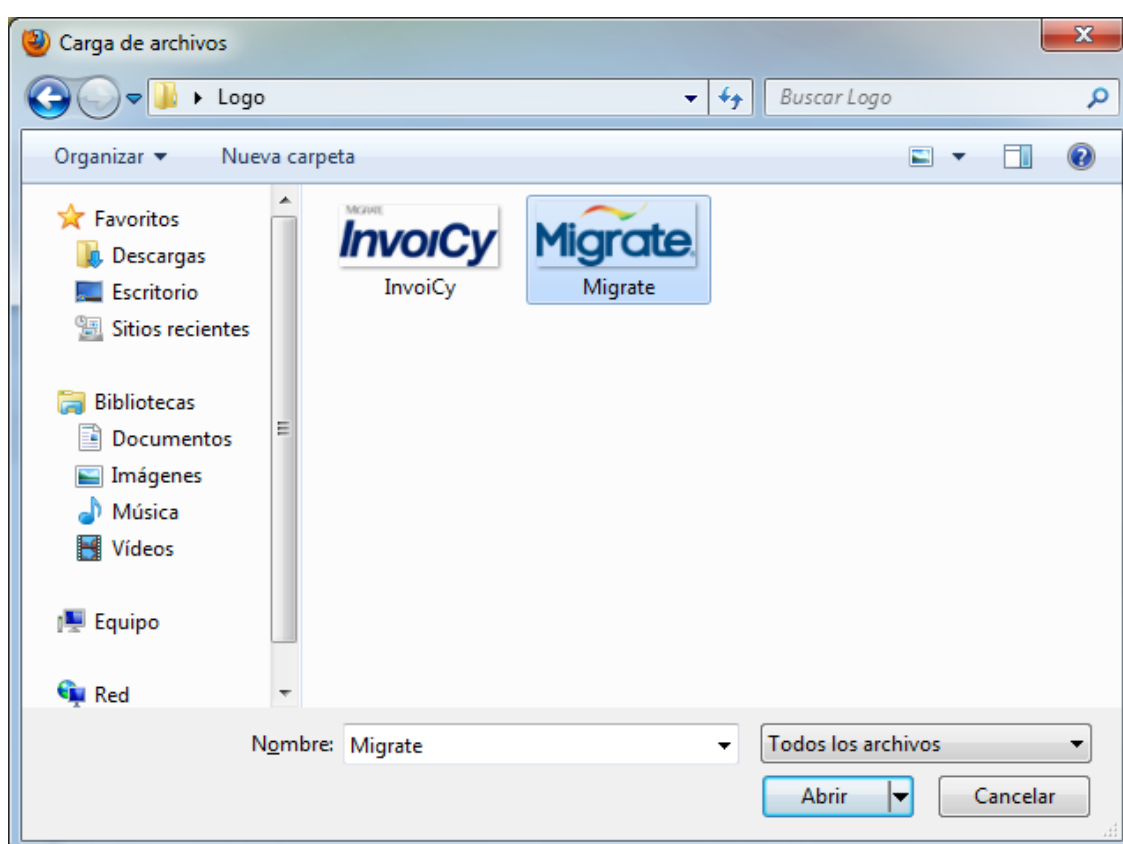 Carga de archivos
Logo
Buscar Logo
Organizar
Nueva carpeta
Favoritos
Descargas
Escritorio
Sitios recientes
Bibliotecas
Documentos
Imágenes
Música
Vídeos
Equipo
Red
MIGRATE
InvoiCy
InvoiCy
Migrate
Migrate
Nombre: Migrate
Todos los archivos
Abrir
Cancelar